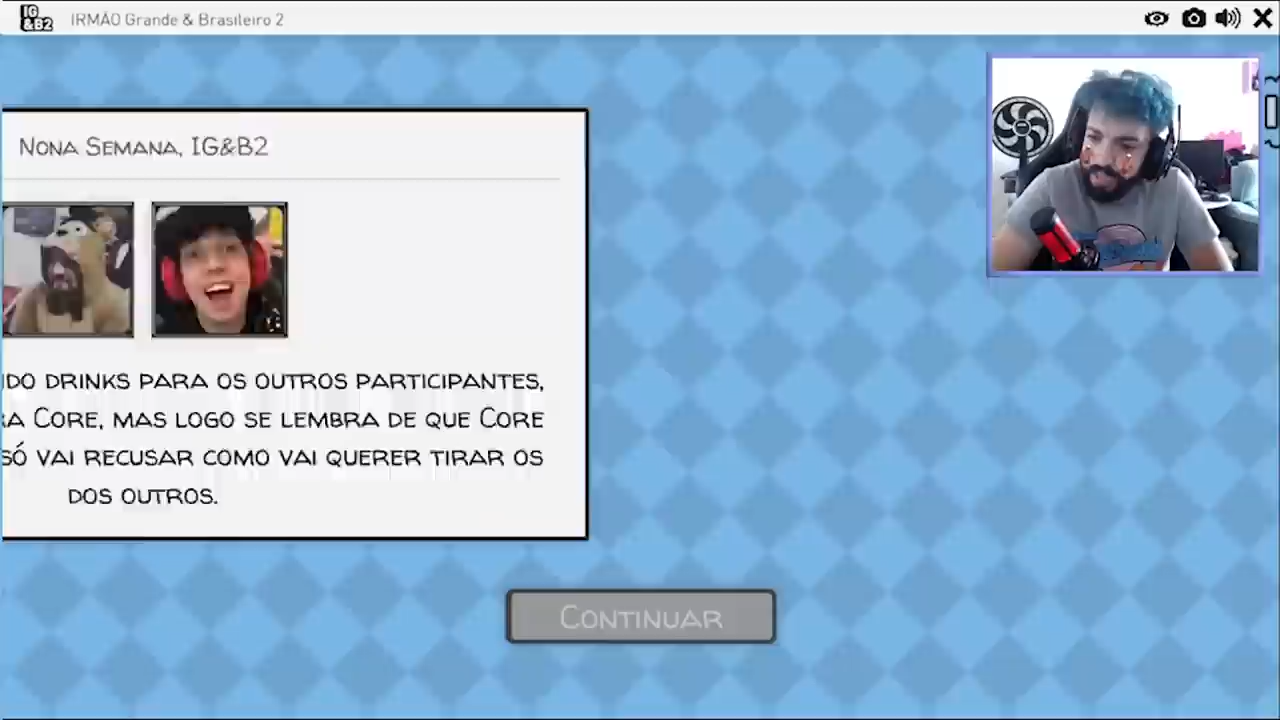 IG
&B2
IRMÃO Grande & Brasileiro 2
Nona Semana, IG&B2
DRINKS PARA OS OUTROS PARTICIPANTES,
Core, mas logo se lembra de que Core
só vai recusar como vai querer tirar os
dos outros.
Continuar